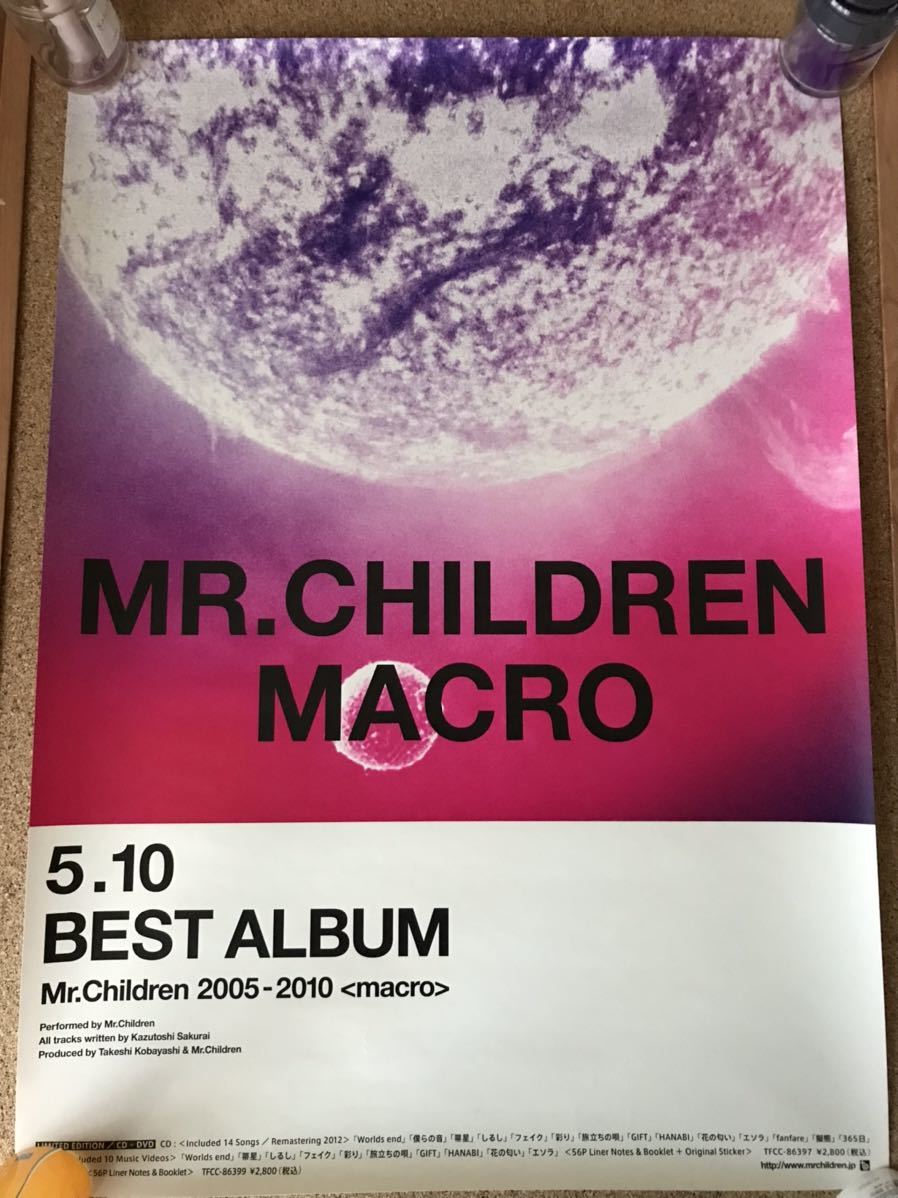 MR.CHILDREN
MACRO
5.10
BEST ALBUM
Mr.Children 2005-2010 <macro>
Performed by Mr.Children
All tracks written by Kazutoshi Sakurai
Produced by Takeshi Kobayashi & Mr.Children
LIMITED EDITION / CD+DVD CD : <Included 14 Songs / Remastering 2012>「Worlds end」「僕らの音」「箒星」「しるし」「フェイク」「彩り」「旅立ちの唄」「GIFT」「HANABI」「花の匂い」「エソラ」「fanfare」「擬態」「365日」
10 Music Videos>「Worlds end」「箒星」「しるし」「フェイク」「彩り」「旅立ちの唄」「GIFT」「HANABI」「花の匂い」「エソラ」<56P Liner Notes & Booklet + Original Sticker> TFCC-86397 ¥2,800(税込)
<56P Liner Notes & Booklet> TFCC-86399 ¥2,800(税込)
http://www.mrchildren.jp